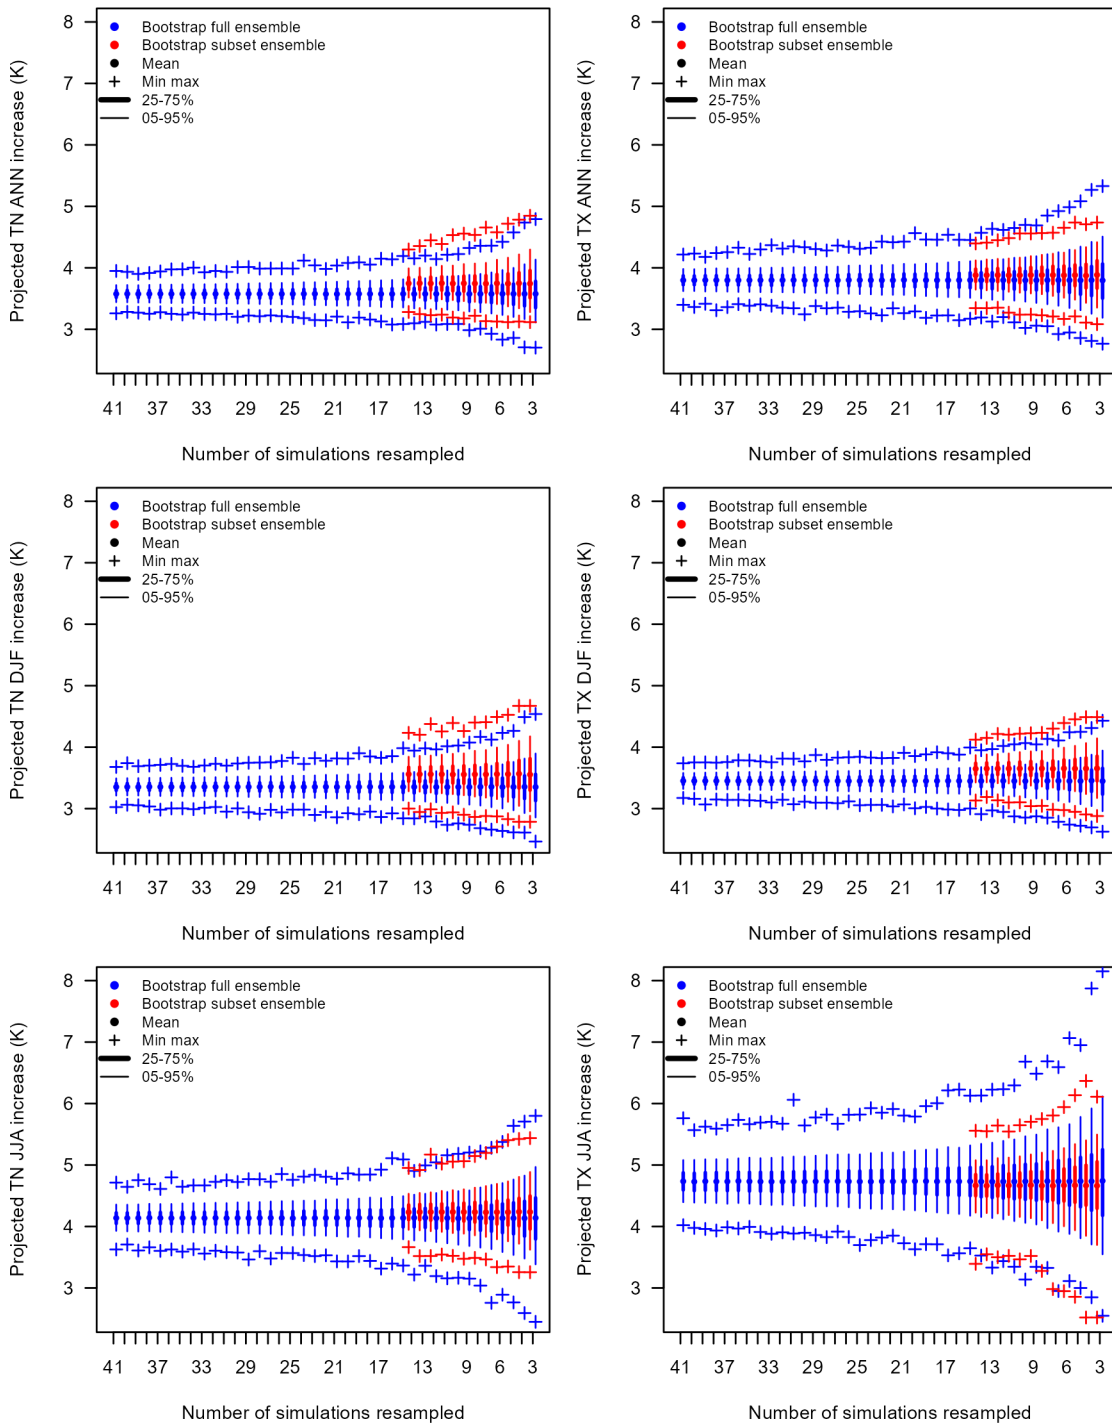 Projected TN ANN increase (K)
8
7
6
5
4
3
Bootstrap full ensemble
Bootstrap subset ensemble
Mean
Min max
25-75%
05-95%
41 37 33 29 25 21 17 13 9 6 3
Number of simulations resampled
Projected TX ANN increase (K)
8
7
6
5
4
3
Bootstrap full ensemble
Bootstrap subset ensemble
Mean
Min max
25-75%
05-95%
41 37 33 29 25 21 17 13 9 6 3
Number of simulations resampled
Projected TN DJF increase (K)
8
7
6
5
4
3
Bootstrap full ensemble
Bootstrap subset ensemble
Mean
Min max
25-75%
05-95%
41 37 33 29 25 21 17 13 9 6 3
Number of simulations resampled
Projected TX DJF increase (K)
8
7
6
5
4
3
Bootstrap full ensemble
Bootstrap subset ensemble
Mean
Min max
25-75%
05-95%
41 37 33 29 25 21 17 13 9 6 3
Number of simulations resampled
Projected TN JJA increase (K)
8
7
6
5
4
3
Bootstrap full ensemble
Bootstrap subset ensemble
Mean
Min max
25-75%
05-95%
41 37 33 29 25 21 17 13 9 6 3
Number of simulations resampled
Projected TX JJA increase (K)
8
7
6
5
4
3
Bootstrap full ensemble
Bootstrap subset ensemble
Mean
Min max
25-75%
05-95%
41 37 33 29 25 21 17 13 9 6 3
Number of simulations resampled